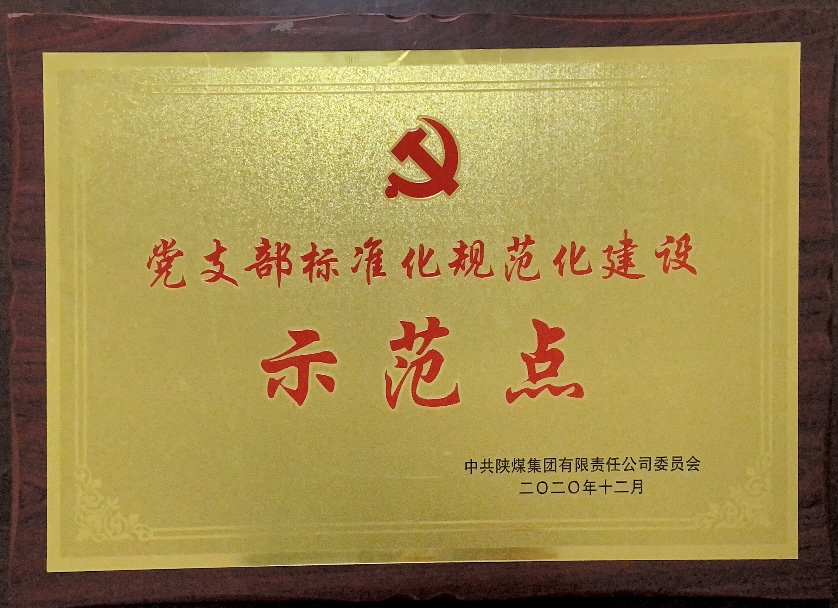 党支部标准化规范化建设
示范点
中共陕煤集团有限责任公司委员会
二〇二〇年十二月